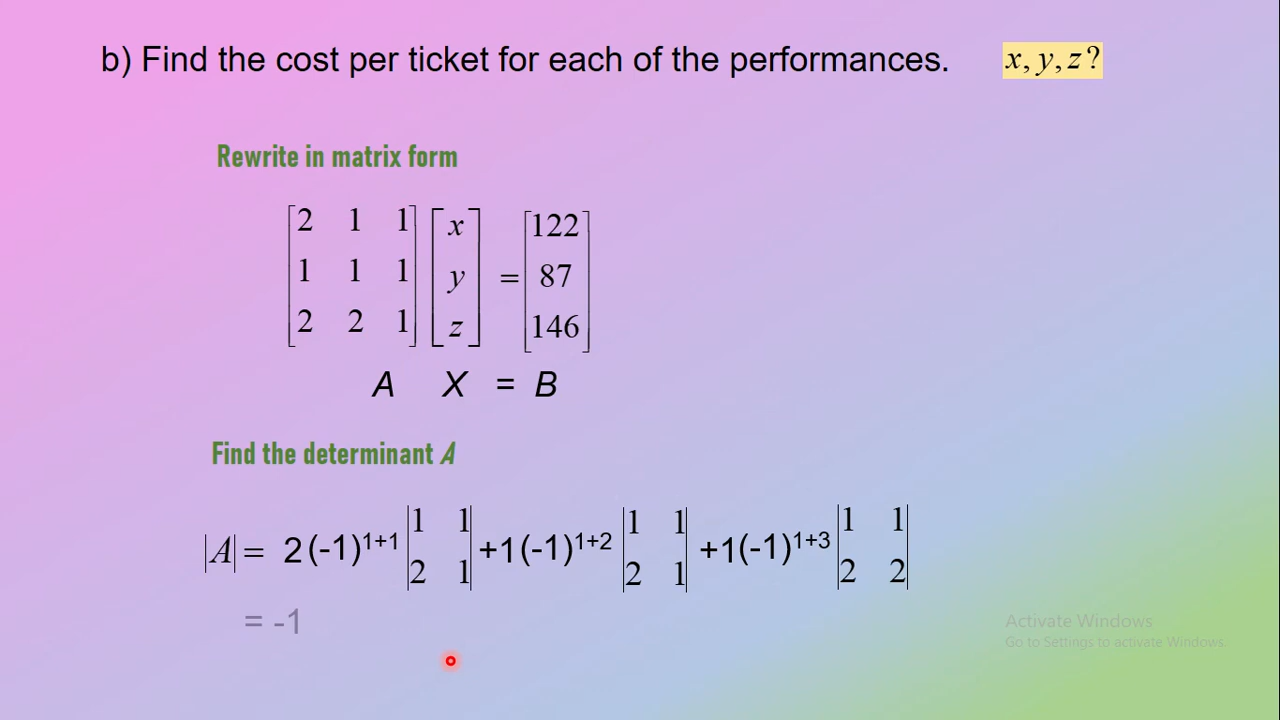 b) Find the cost per ticket for each of the performances. x, y, z?
Rewrite in matrix form
[2 1 1] [x] [122]
[1 1 1] [y] = [87]
[2 2 1] [z] [146]
A X = B
Find the determinant A
|A| = 2(-1)¹⁺¹ |1 1; 2 1| +1(-1)¹⁺² |1 1; 2 1| +1(-1)¹⁺³ |1 1; 2 2|
= -1
Activate Windows
Go to Settings to activate Windows.